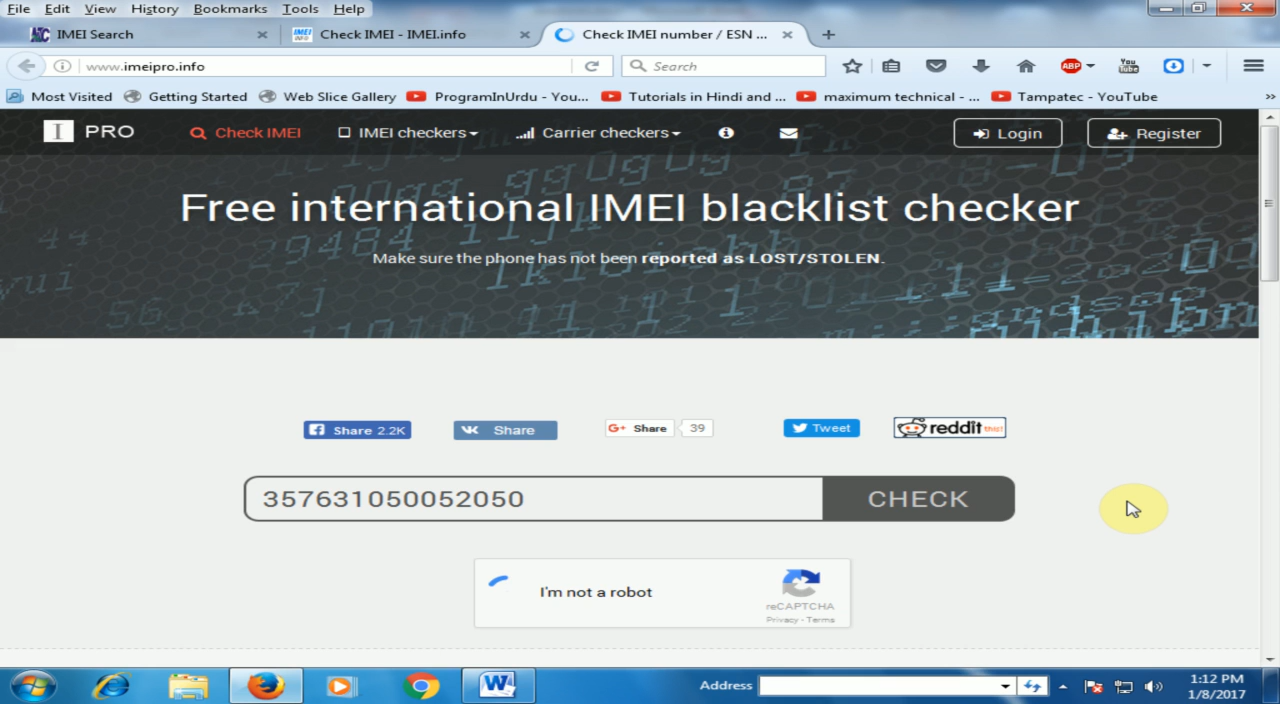 File Edit View History Bookmarks Tools Help
IMEI Search
Check IMEI - IMEI.info
Check IMEI number / ESN ...
www.imeipro.info
Search
ABP
You Tube
Most Visited Getting Started Web Slice Gallery ProgramInUrdu - You... Tutorials in Hindi and ... maximum technical - ... Tampatec - YouTube
I PRO Check IMEI IMEI checkers Carrier checkers Login Register
Free international IMEI blacklist checker
Make sure the phone has not been reported as LOST/STOLEN.
Share 2.2K
Share
G+ Share 39
Tweet
reddit this!
357631050052050 CHECK
I'm not a robot
reCAPTCHA
Privacy - Terms
Address
1:12 PM
1/8/2017